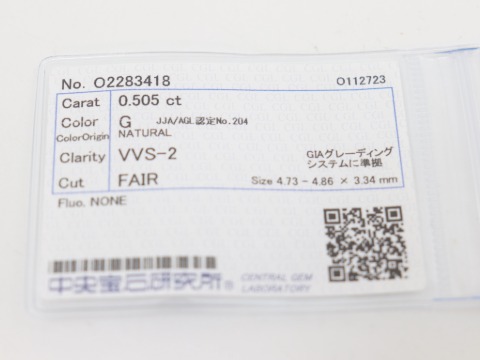 No. O2283418
O112723
Carat 0.505 ct
Color G JJA/AGL認定No.204
ColorOrigin NATURAL
Clarity VVS-2
GIAグレーディング
システムに準拠
Cut FAIR Size 4.73 - 4.86 × 3.34 mm
Fluo. NONE
中央宝石研究所®
CENTRAL GEM
LABORATORY